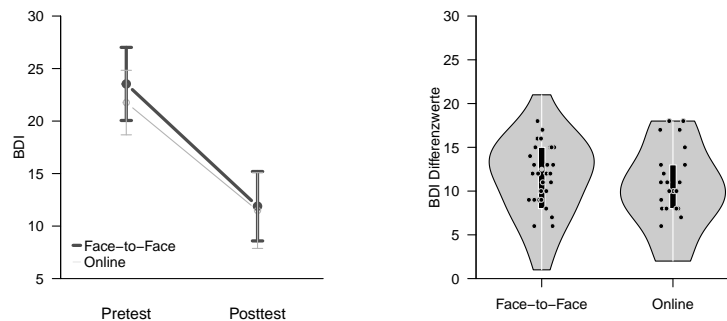 30
25
20
15
10
5
BDI
Face−to−Face
Online
Pretest
Posttest
30
25
20
15
10
5
0
BDI Differenzwerte
Face−to−Face
Online